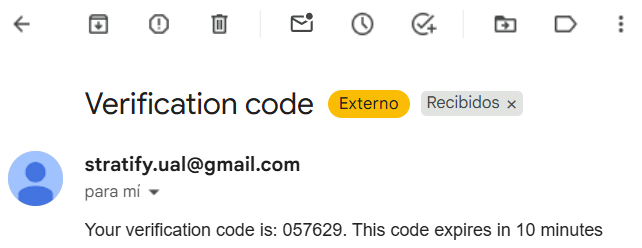 Verification code Externo Recibidos ×
stratify.ual@gmail.com
para mí
Your verification code is: 057629. This code expires in 10 minutes